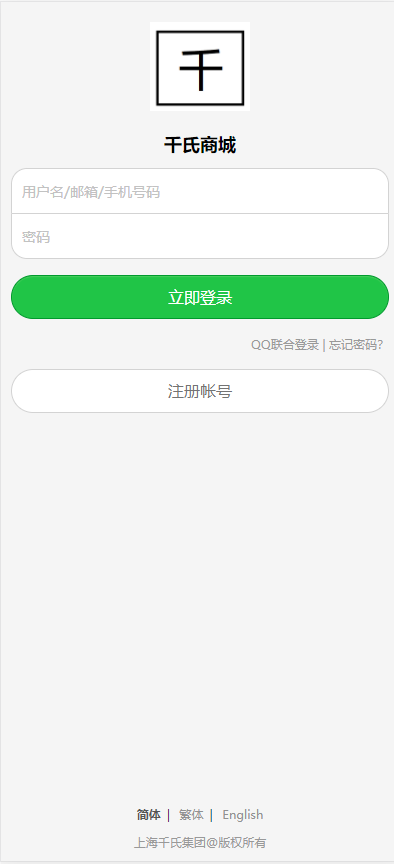 千
千氏商城
用户名/邮箱/手机号码
密码
立即登录
QQ联合登录 | 忘记密码?
注册帐号
简体 | 繁体 | English
上海千氏集团@版权所有